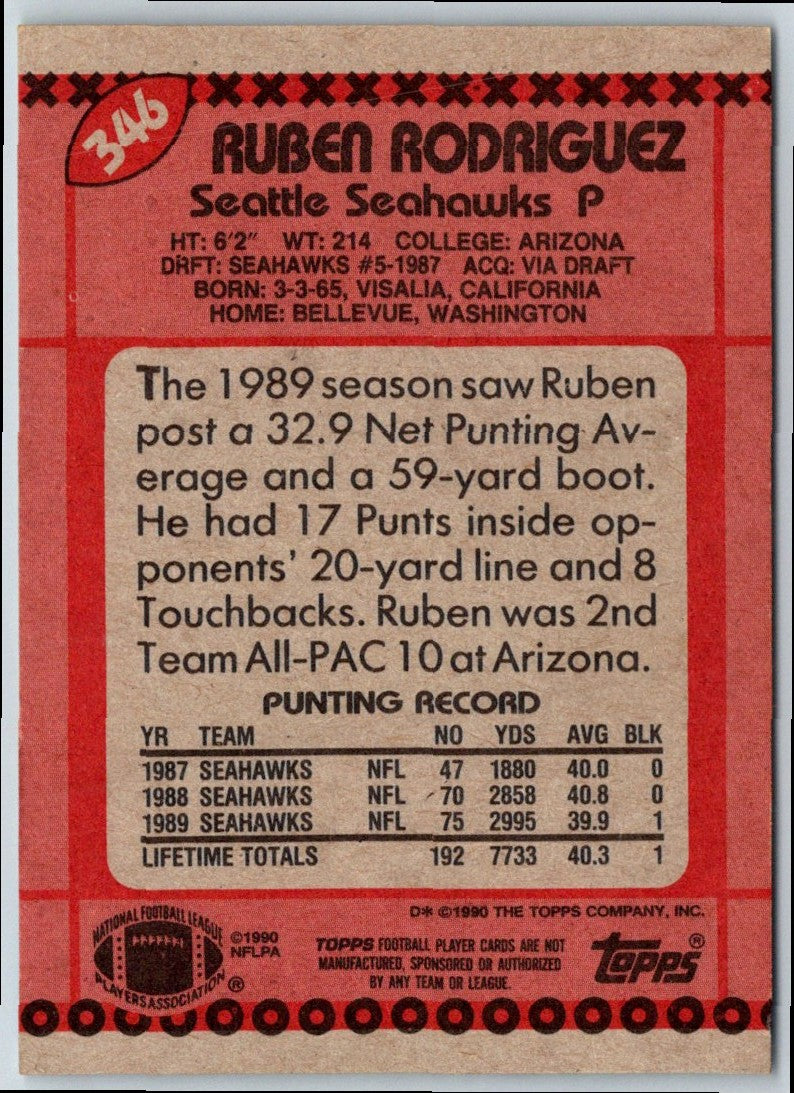 346
RUBEN RODRIGUEZ
Seattle Seahawks P
HT: 6'2" WT: 214 COLLEGE: ARIZONA
DRFT: SEAHAWKS #5-1987 ACQ: VIA DRAFT
BORN: 3-3-65, VISALIA, CALIFORNIA
HOME: BELLEVUE, WASHINGTON
The 1989 season saw Ruben
post a 32.9 Net Punting Av-
erage and a 59-yard boot.
He had 17 Punts inside op-
ponents' 20-yard line and 8
Touchbacks. Ruben was 2nd
Team All-PAC 10 at Arizona.
PUNTING RECORD
YR TEAM NO YDS AVG BLK
1987 SEAHAWKS NFL 47 1880 40.0 0
1988 SEAHAWKS NFL 70 2858 40.8 0
1989 SEAHAWKS NFL 75 2995 39.9 1
LIFETIME TOTALS 192 7733 40.3 1
D* ©1990 THE TOPPS COMPANY, INC.
NATIONAL FOOTBALL LEAGUE
PLAYERS ASSOCIATION ®
©1990
NFLPA
TOPPS FOOTBALL PLAYER CARDS ARE NOT
MANUFACTURED, SPONSORED OR AUTHORIZED
BY ANY TEAM OR LEAGUE.
Topps®